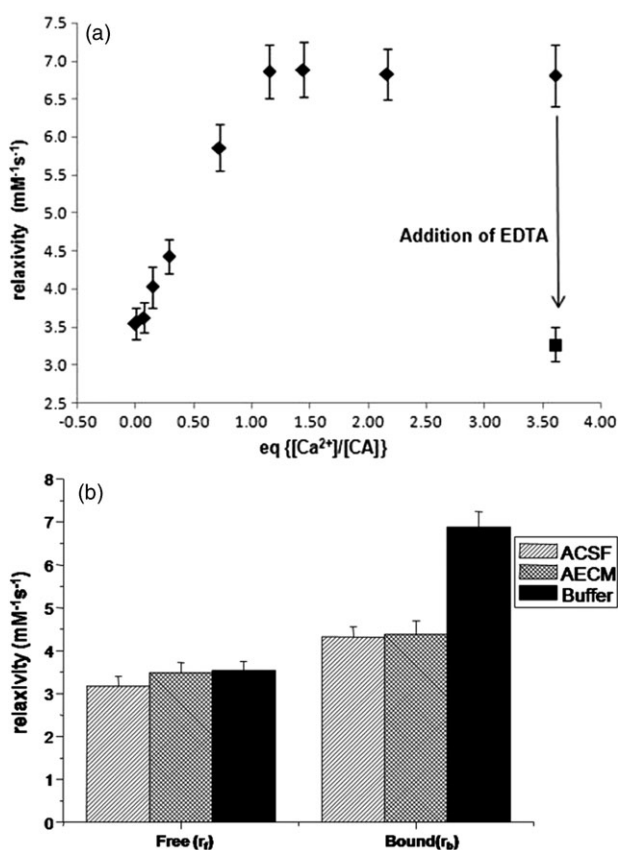 (a)
7.5
7.0
6.5
6.0
5.5
5.0
4.5
4.0
3.5
3.0
2.5
relaxivity (mM⁻¹s⁻¹)
Addition of EDTA
-0.50 0.00 0.50 1.00 1.50 2.00 2.50 3.00 3.50 4.00
eq {[Ca²⁺]/[CA]}
(b)
8
7
6
5
4
3
2
1
0
relaxivity (mM⁻¹s⁻¹)
ACSF
AECM
Buffer
Free (r_f) Bound(r_b)